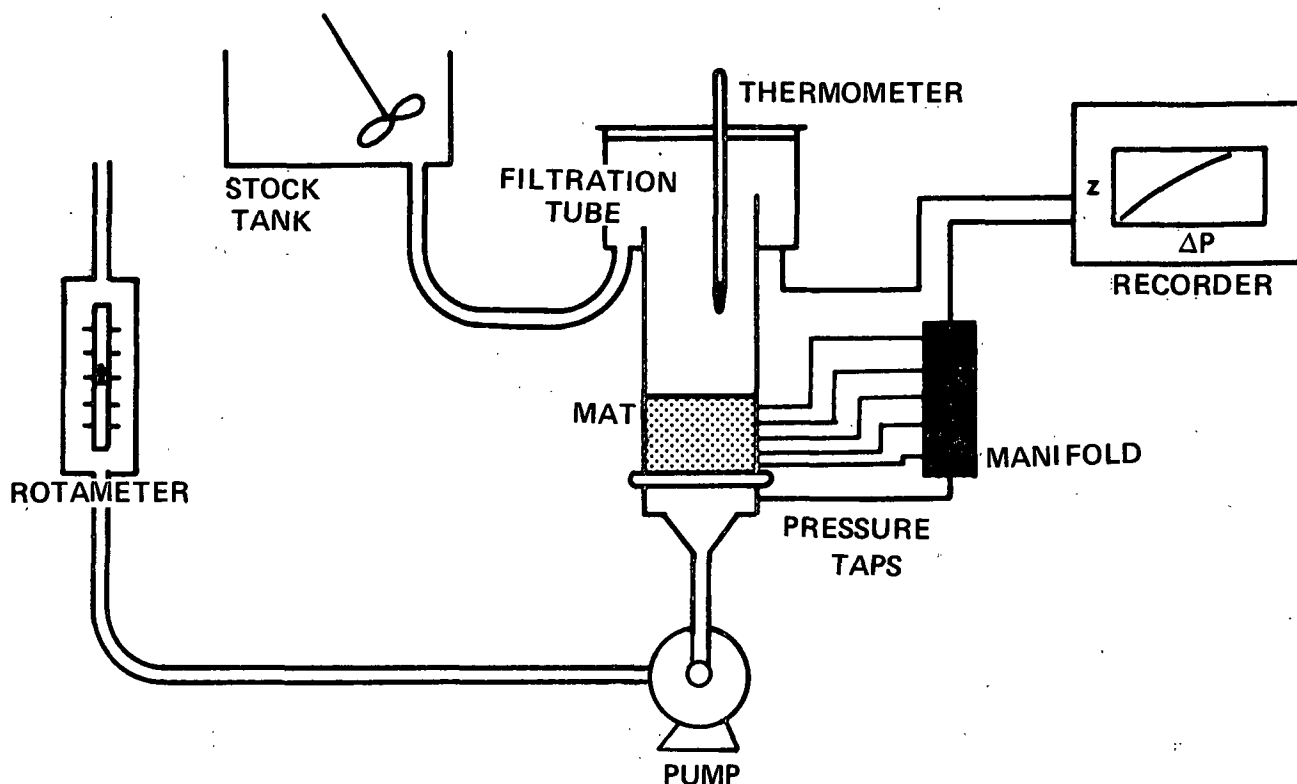 THERMOMETER
STOCK
TANK
FILTRATION
TUBE
z
ΔP
RECORDER
MAT
MANIFOLD
ROTAMETER
PRESSURE
TAPS
PUMP